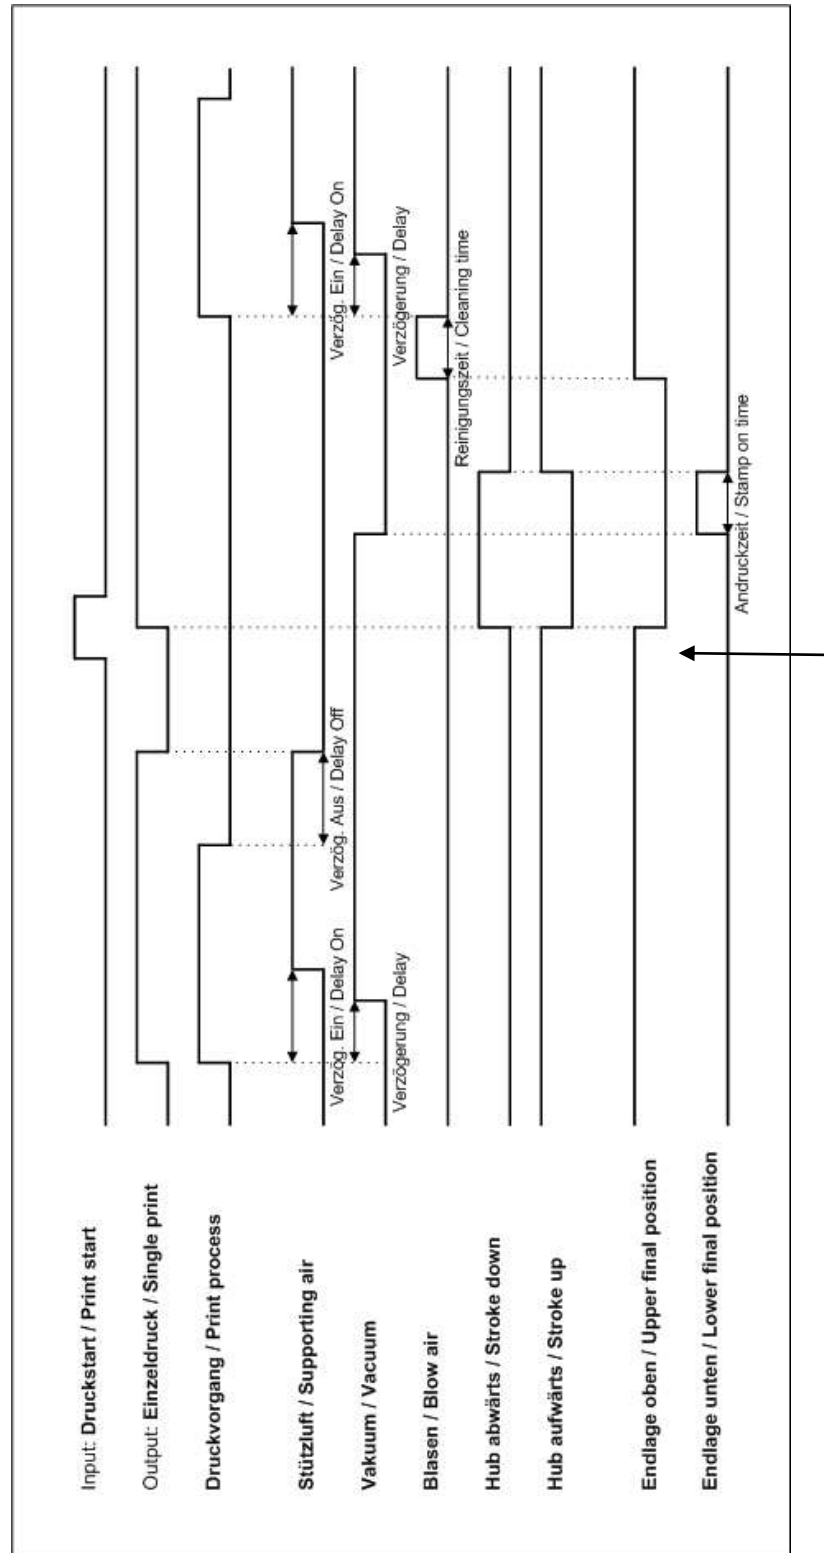 Input: Druckstart / Print start
Output: Einzeldruck / Single print
Druckvorgang / Print process
Stützluft / Supporting air
Verzög. Ein / Delay On
Verzög. Aus / Delay Off
Verzög. Ein / Delay On
Vakuum / Vacuum
Verzögerung / Delay
Verzögerung / Delay
Blasen / Blow air
Reinigungszeit / Cleaning time
Hub abwärts / Stroke down
Hub aufwärts / Stroke up
Endlage oben / Upper final position
Endlage unten / Lower final position
Andruckzeit / Stamp on time